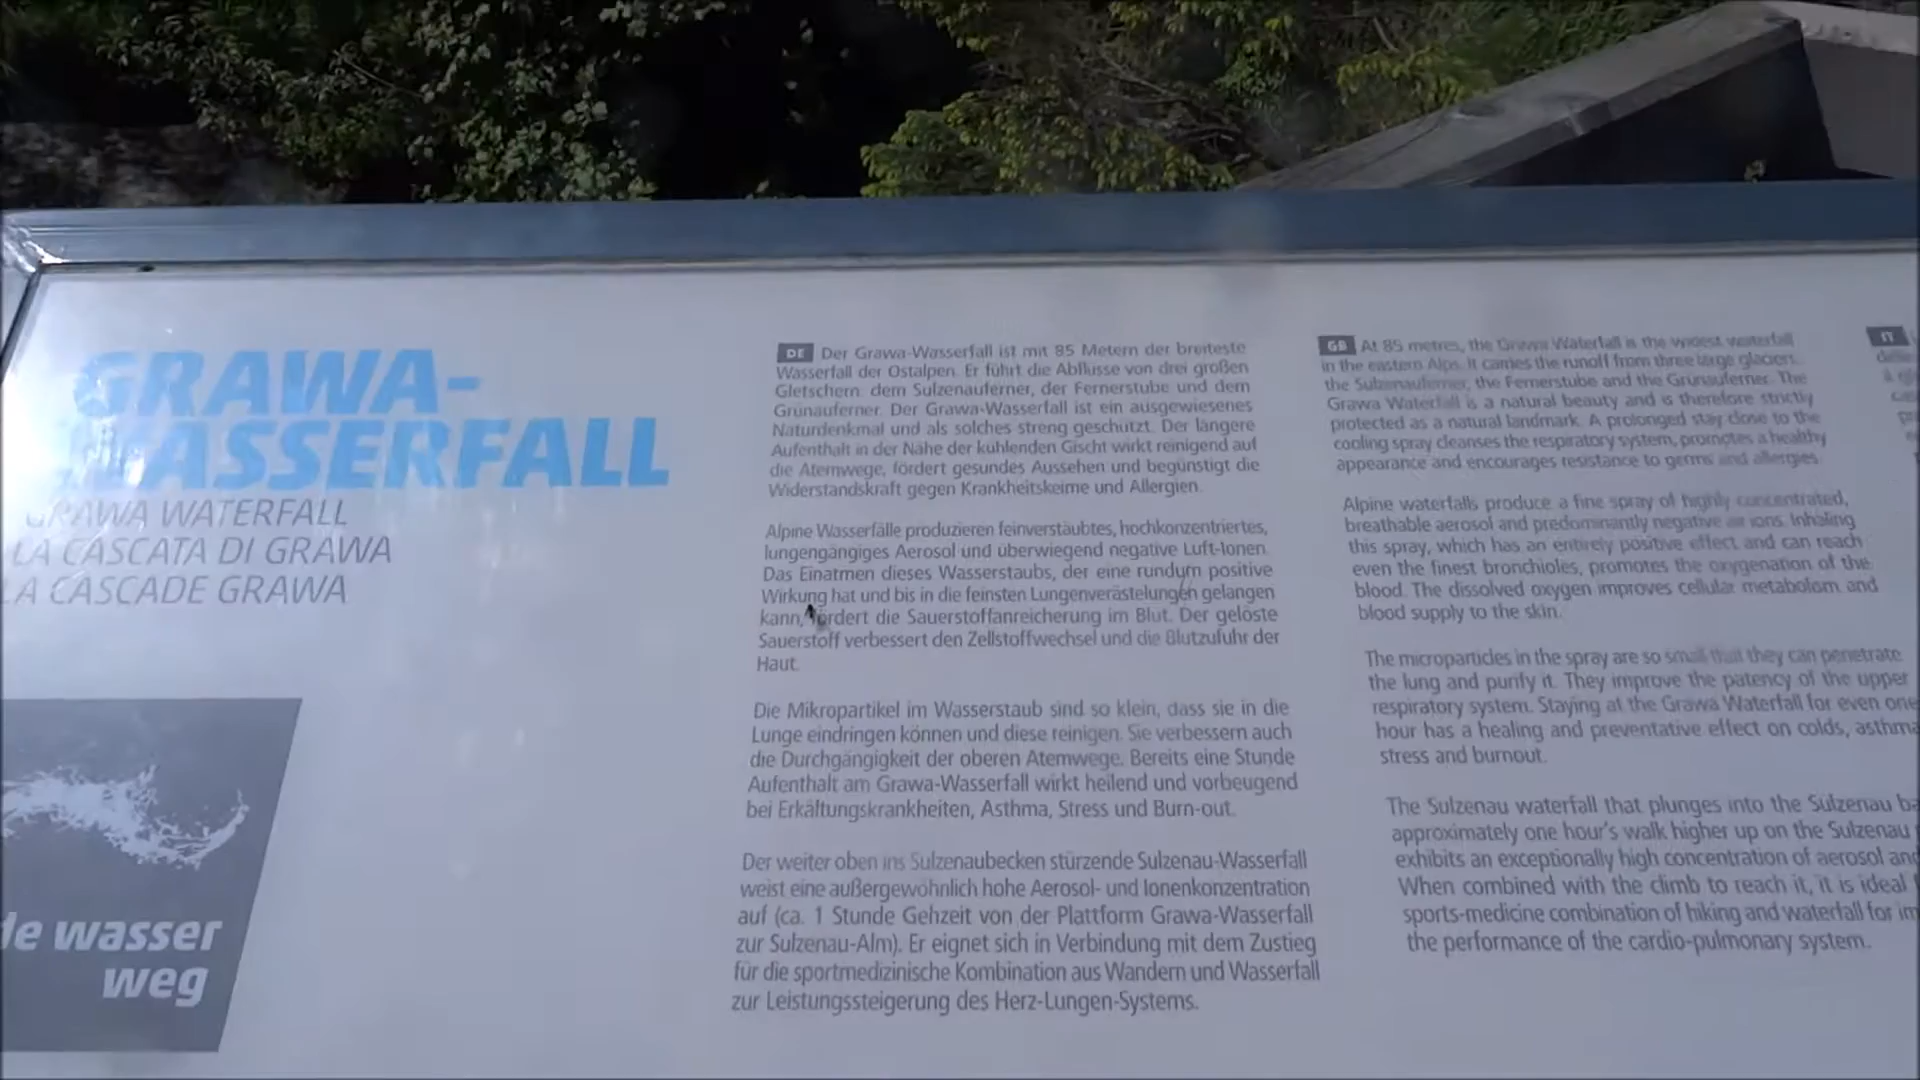 GRAWA-
WASSERFALL
GRAWA WATERFALL
LA CASCATA DI GRAWA
LA CASCADE GRAWA
de wasser
weg
DE Der Grawa-Wasserfall ist mit 85 Metern der breiteste
Wasserfall der Ostalpen. Er führt die Abflüsse von drei großen
Gletschern: dem Sulzenauferner, der Fernerstube und dem
Grünauferner. Der Grawa-Wasserfall ist ein ausgewiesenes
Naturdenkmal und als solches streng geschützt. Der längere
Aufenthalt in der Nähe der kühlenden Gischt wirkt reinigend auf
die Atemwege, fördert gesundes Aussehen und begünstigt die
Widerstandskraft gegen Krankheitskeime und Allergien.
Alpine Wasserfälle produzieren feinverstäubtes, hochkonzentriertes,
lungengängiges Aerosol und überwiegend negative Luft-Ionen.
Das Einatmen dieses Wasserstaubs, der eine rundum positive
Wirkung hat und bis in die feinsten Lungenverästelungen gelangen
kann, fördert die Sauerstoffanreicherung im Blut. Der gelöste
Sauerstoff verbessert den Zellstoffwechsel und die Blutzufuhr der
Haut.
Die Mikropartikel im Wasserstaub sind so klein, dass sie in die
Lunge eindringen können und diese reinigen. Sie verbessern auch
die Durchgängigkeit der oberen Atemwege. Bereits eine Stunde
Aufenthalt am Grawa-Wasserfall wirkt heilend und vorbeugend
bei Erkältungskrankheiten, Asthma, Stress und Burn-out.
Der weiter oben ins Sulzenaubecken stürzende Sulzenau-Wasserfall
weist eine außergewöhnlich hohe Aerosol- und Ionenkonzentration
auf (ca. 1 Stunde Gehzeit von der Plattform Grawa-Wasserfall
zur Sulzenau-Alm). Er eignet sich in Verbindung mit dem Zustieg
für die sportmedizinische Kombination aus Wandern und Wasserfall
zur Leistungssteigerung des Herz-Lungen-Systems.
GB At 85 metres, the Grawa Waterfall is the widest waterfall
in the eastern Alps. It carries the runoff from three large glaciers:
the Sulzenauferner, the Fernerstube and the Grünauferner. The
Grawa Waterfall is a natural beauty and is therefore strictly
protected as a natural landmark. A prolonged stay close to the
cooling spray cleanses the respiratory system, promotes a healthy
appearance and encourages resistance to germs and allergies.
Alpine waterfalls produce a fine spray of highly concentrated,
breathable aerosol and predominantly negative air ions. Inhaling
this spray, which has an entirely positive effect and can reach
even the finest bronchioles, promotes the oxygenation of the
blood. The dissolved oxygen improves cellular metabolism and
blood supply to the skin.
The microparticles in the spray are so small that they can penetrate
the lung and purify it. They improve the patency of the upper
respiratory system. Staying at the Grawa Waterfall for even one
hour has a healing and preventative effect on colds, asthma
stress and burnout.
The Sulzenau waterfall that plunges into the Sulzenau ba
approximately one hour's walk higher up on the Sulzenau
exhibits an exceptionally high concentration of aerosol and
When combined with the climb to reach it, it is ideal
sports-medicine combination of hiking and waterfall for im
the performance of the cardio-pulmonary system.
IT